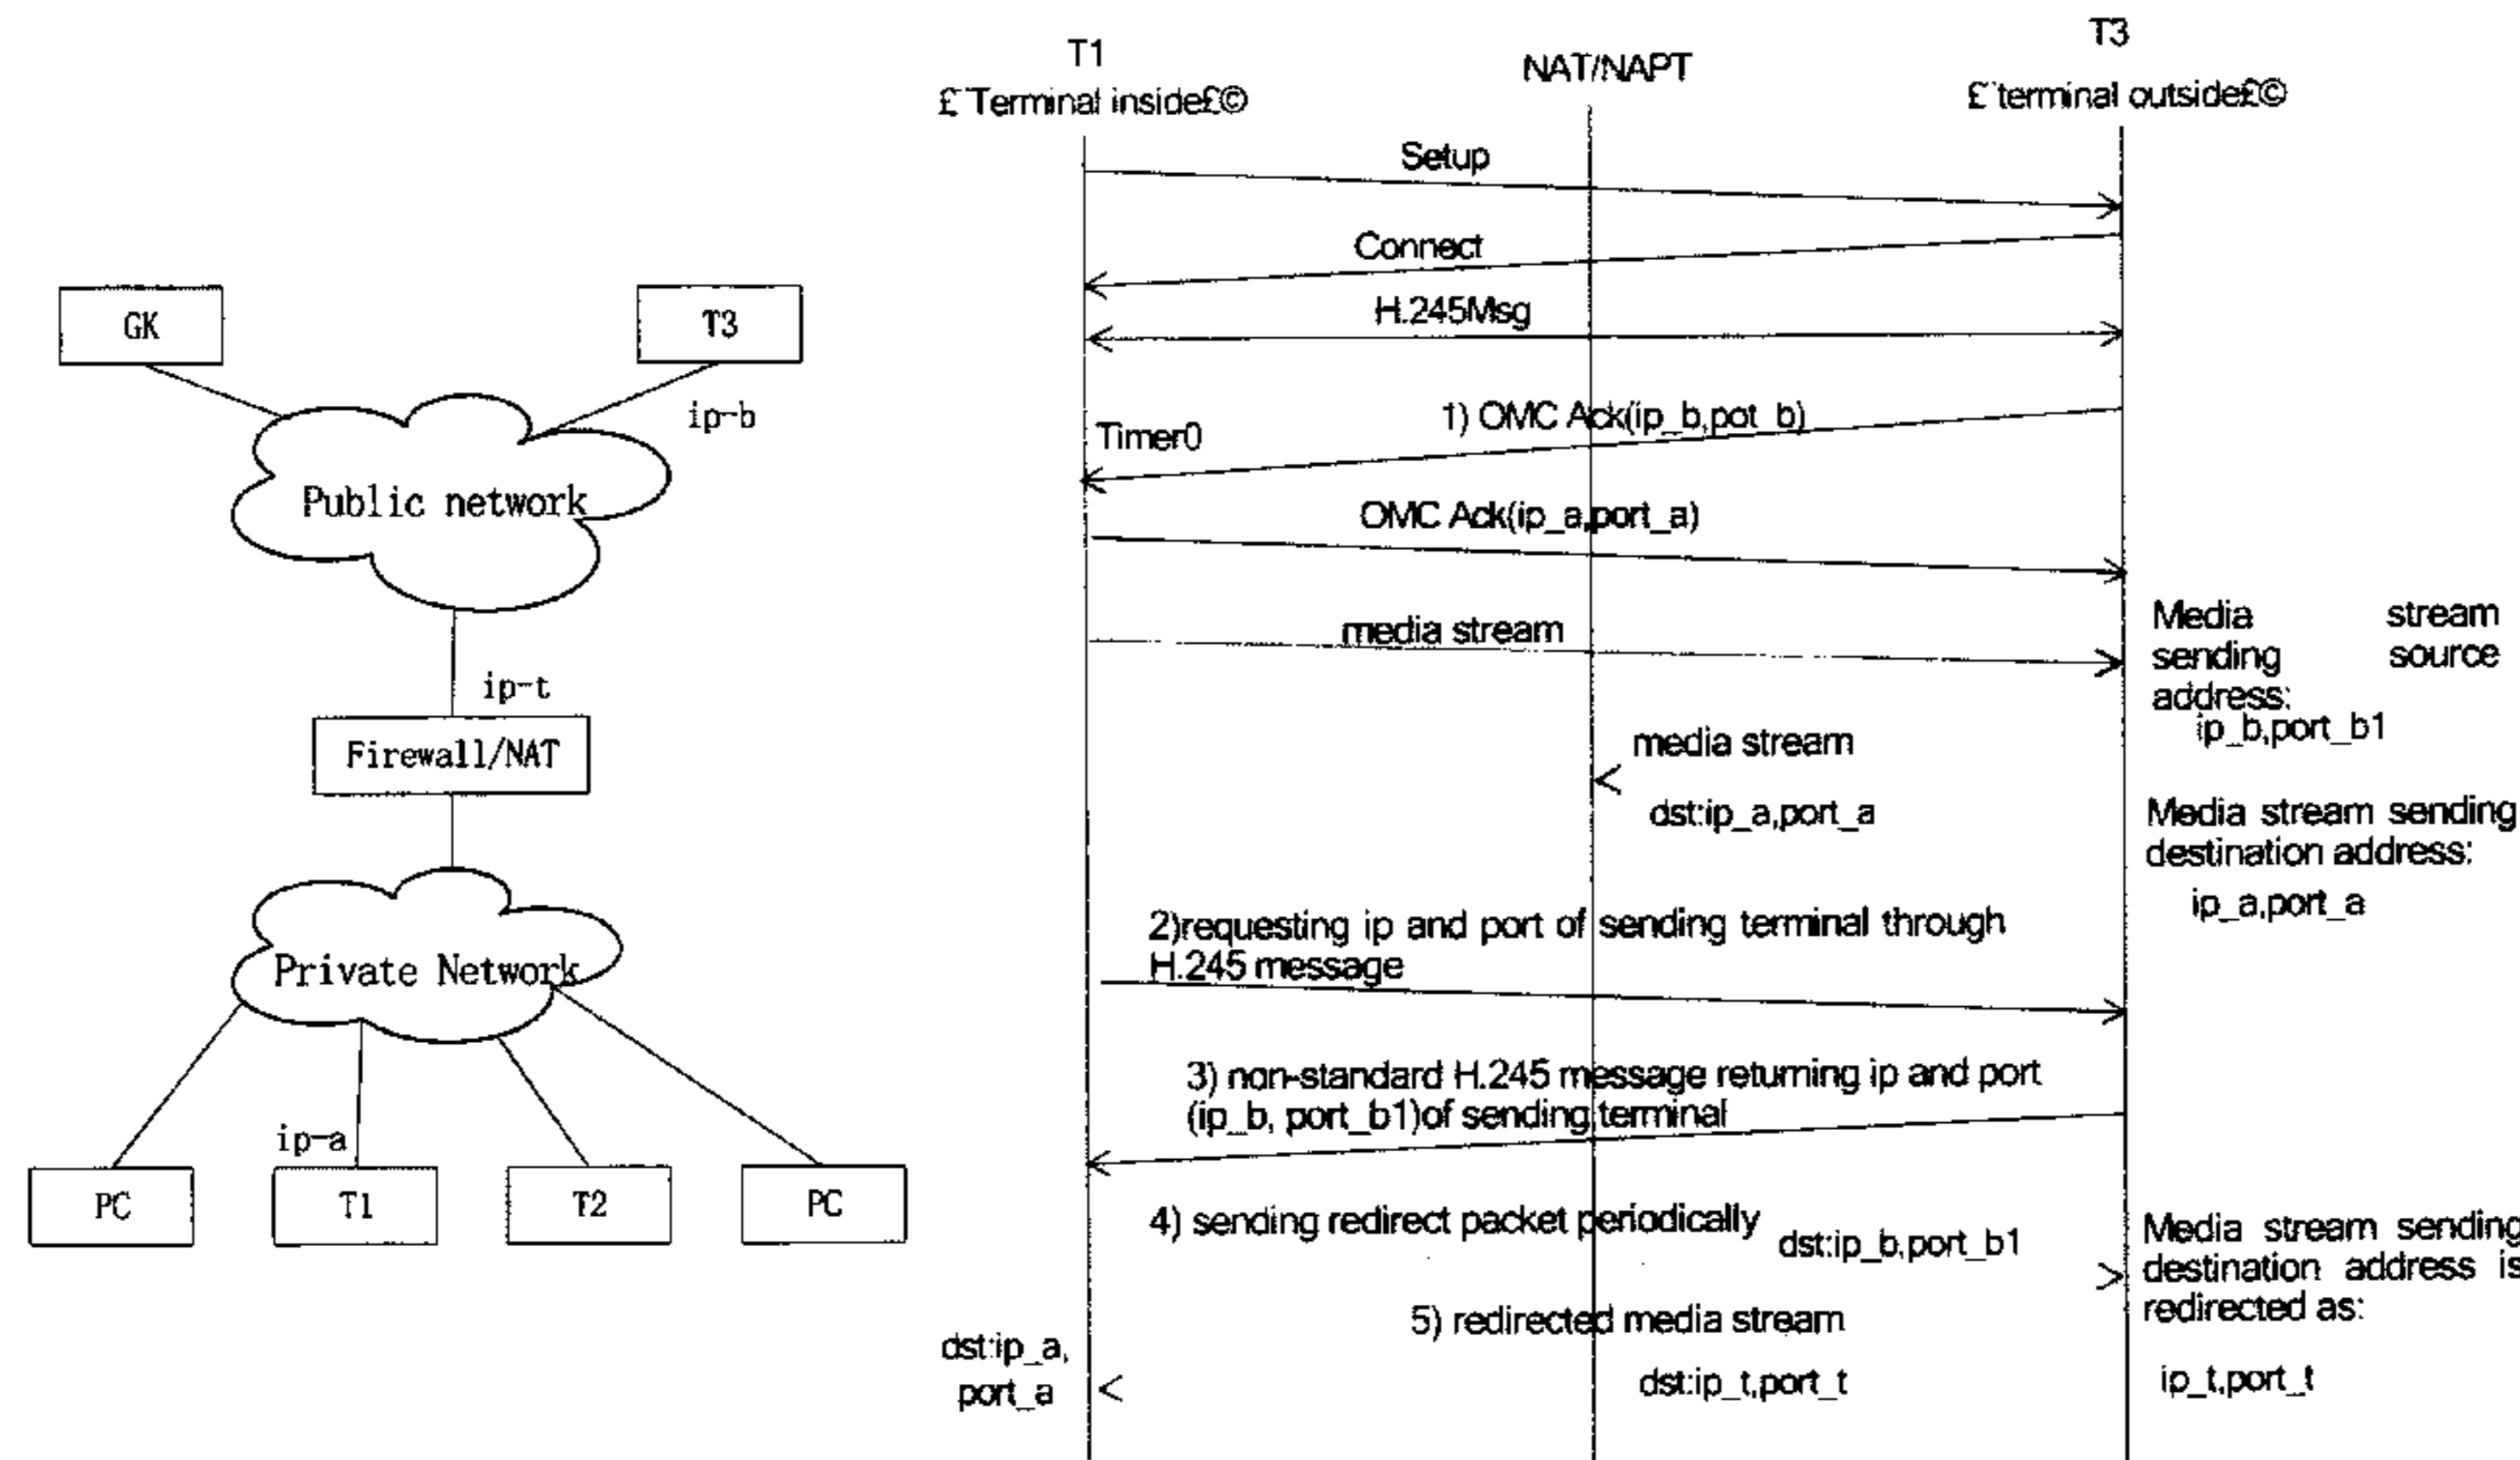 GK
T3
ip-b
Public network
ip-t
Firewall/NAT
Private Network
ip-a
PC
T1
T2
PC
T1
£¨Terminal inside£©
NAT/NAPT
T3
£¨terminal outside£©
Setup
Connect
H.245Msg
1) OMC Ack(ip_b,pot_b)
Timer0
OMC Ack(ip_a,port_a)
media stream
Media stream
sending source
address:
ip_b,port_b1
media stream
dst:ip_a,port_a
Media stream sending
destination address:
ip_a,port_a
2)requesting ip and port of sending terminal through
H.245 message
3) non-standard H.245 message returning ip and port
(ip_b, port_b1)of sending terminal
4) sending redirect packet periodically
dst:ip_b,port_b1
Media stream sending
destination address is
redirected as:
ip_t,port_t
5) redirected media stream
dst:ip_t,port_t
dst:ip_a,
port_a